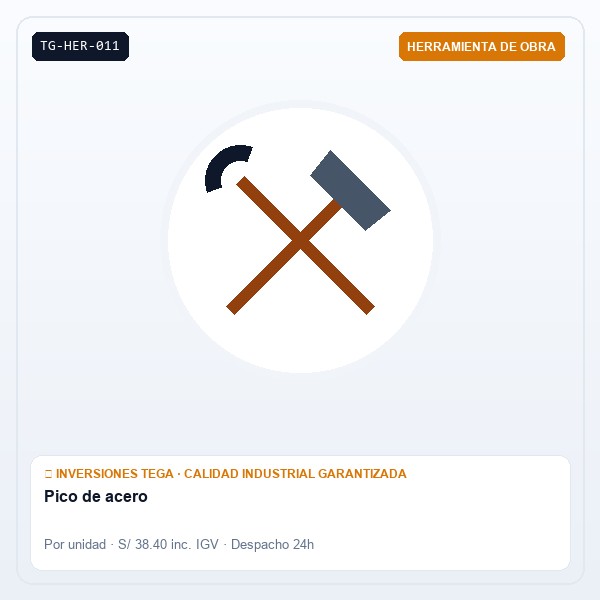 TG-HER-011
HERRAMIENTA DE OBRA
INVERSIONES TEGA · CALIDAD INDUSTRIAL GARANTIZADA
Pico de acero
Por unidad · S/ 38.40 inc. IGV · Despacho 24h